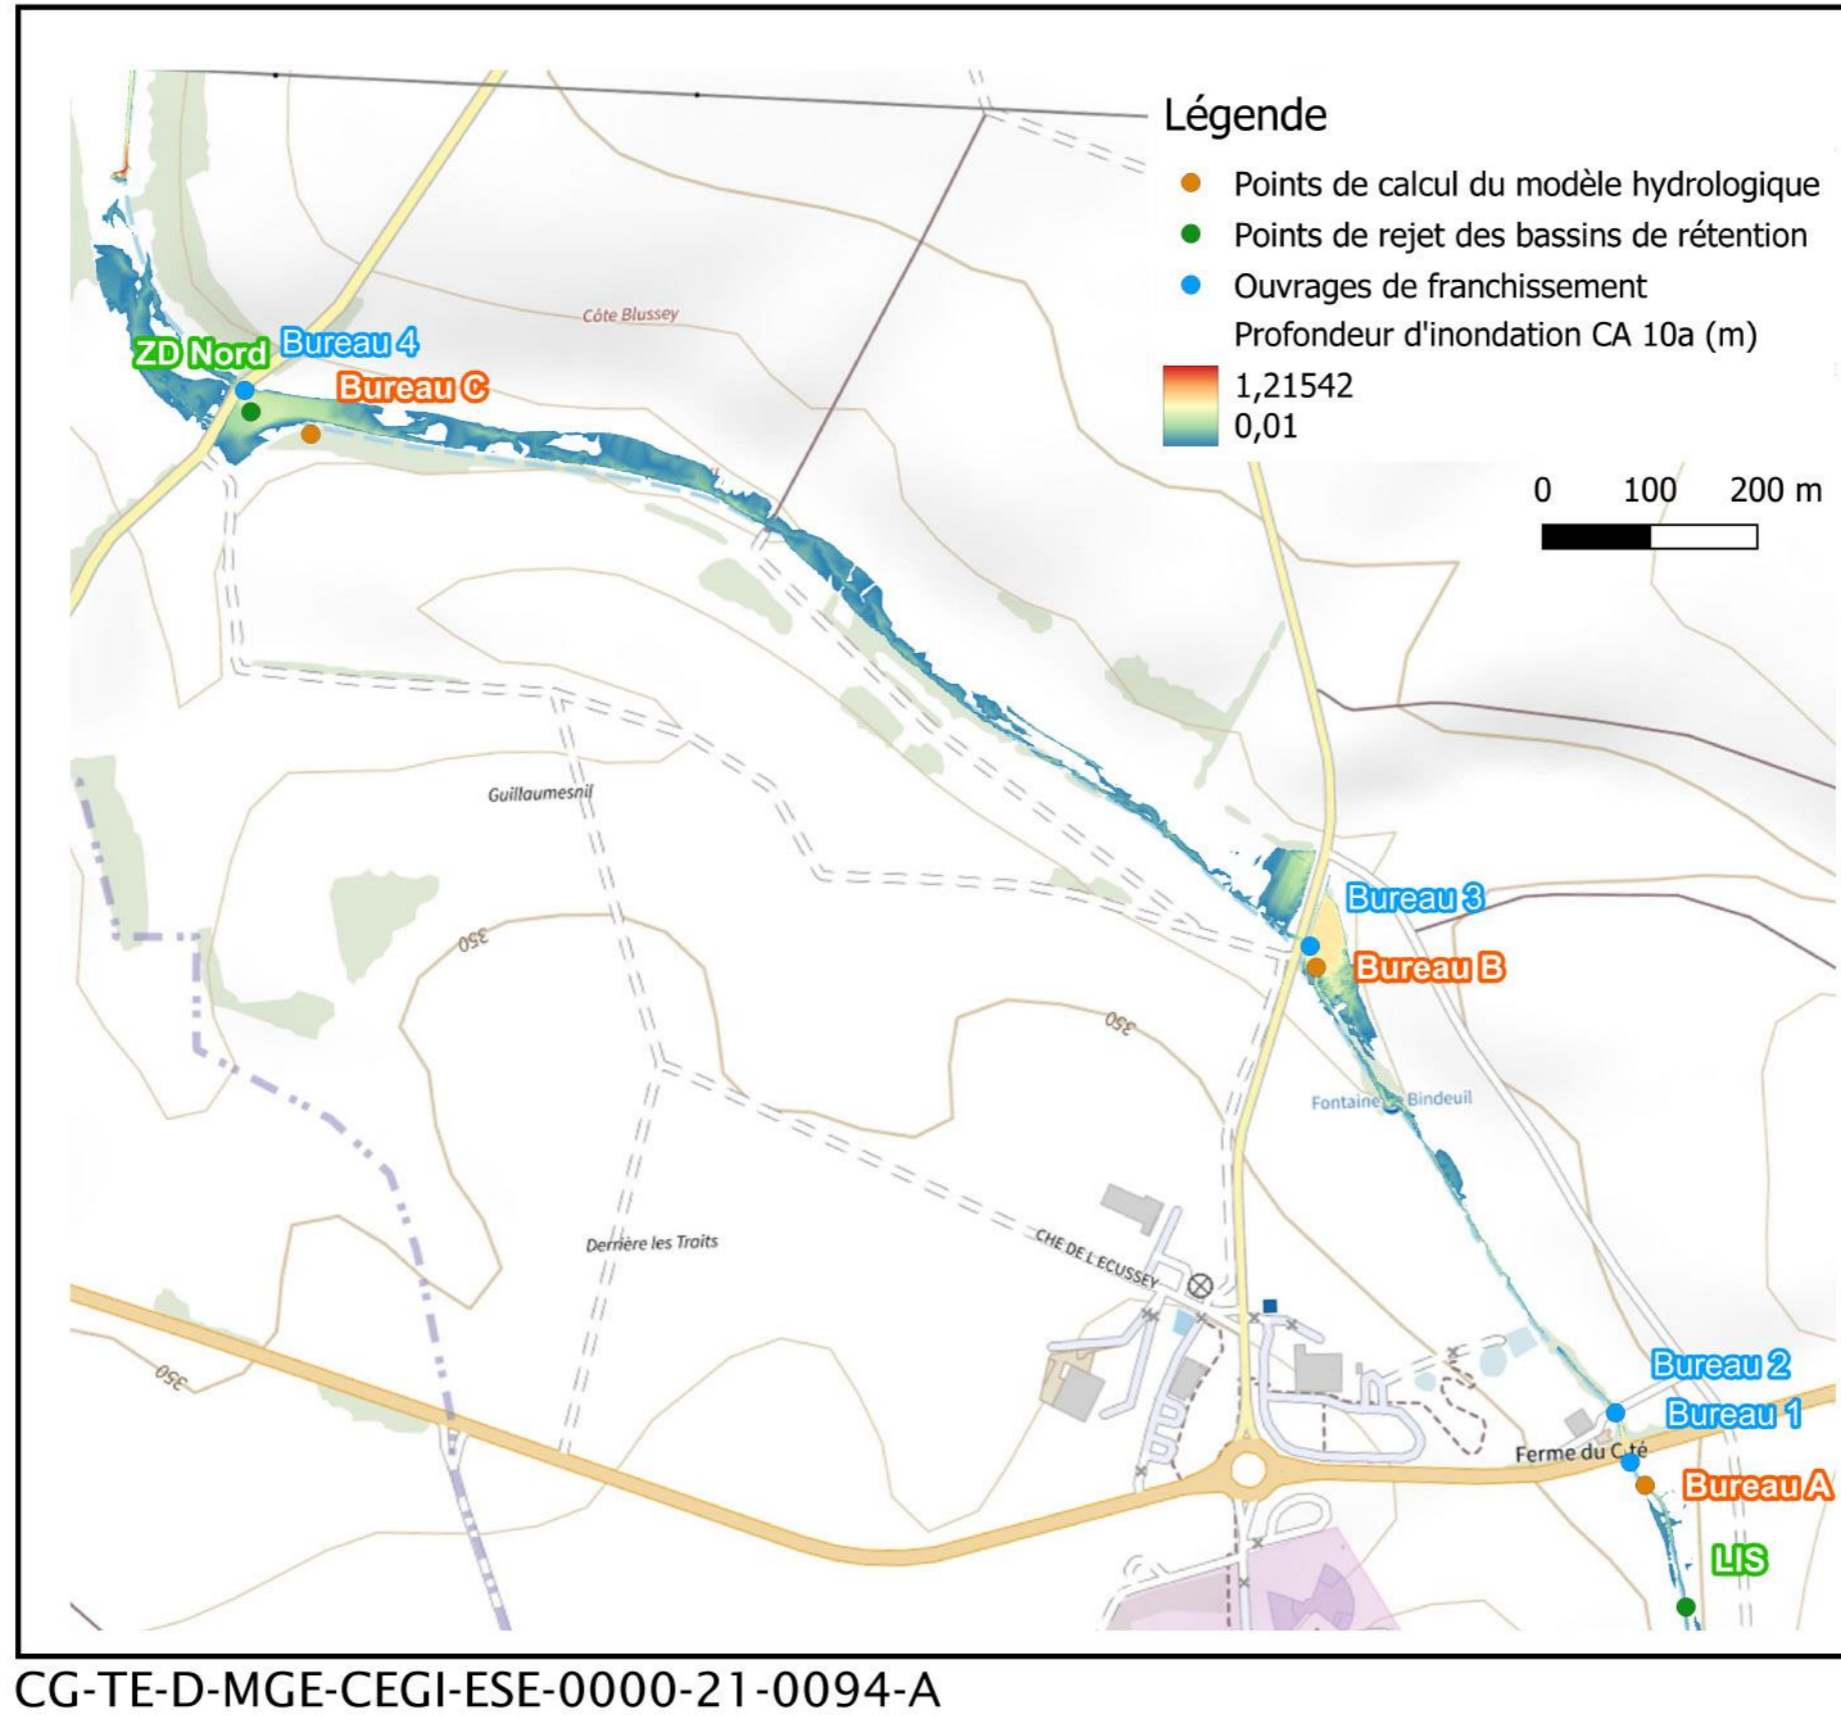 Légende
Points de calcul du modèle hydrologique
Points de rejet des bassins de rétention
Ouvrages de franchissement
Profondeur d'inondation CA 10a (m)
1,21542
0,01
0 100 200 m
Côte Blussey
ZD Nord
Bureau 4
Bureau C
Guillaumesnil
Bureau 3
350
Bureau B
350
Fontaine Bindeuil
Derrière les Traits
CHE DE L'ECUSSEY
350
Bureau 2
Bureau 1
Ferme du C té
Bureau A
LIS
CG-TE-D-MGE-CEGI-ESE-0000-21-0094-A